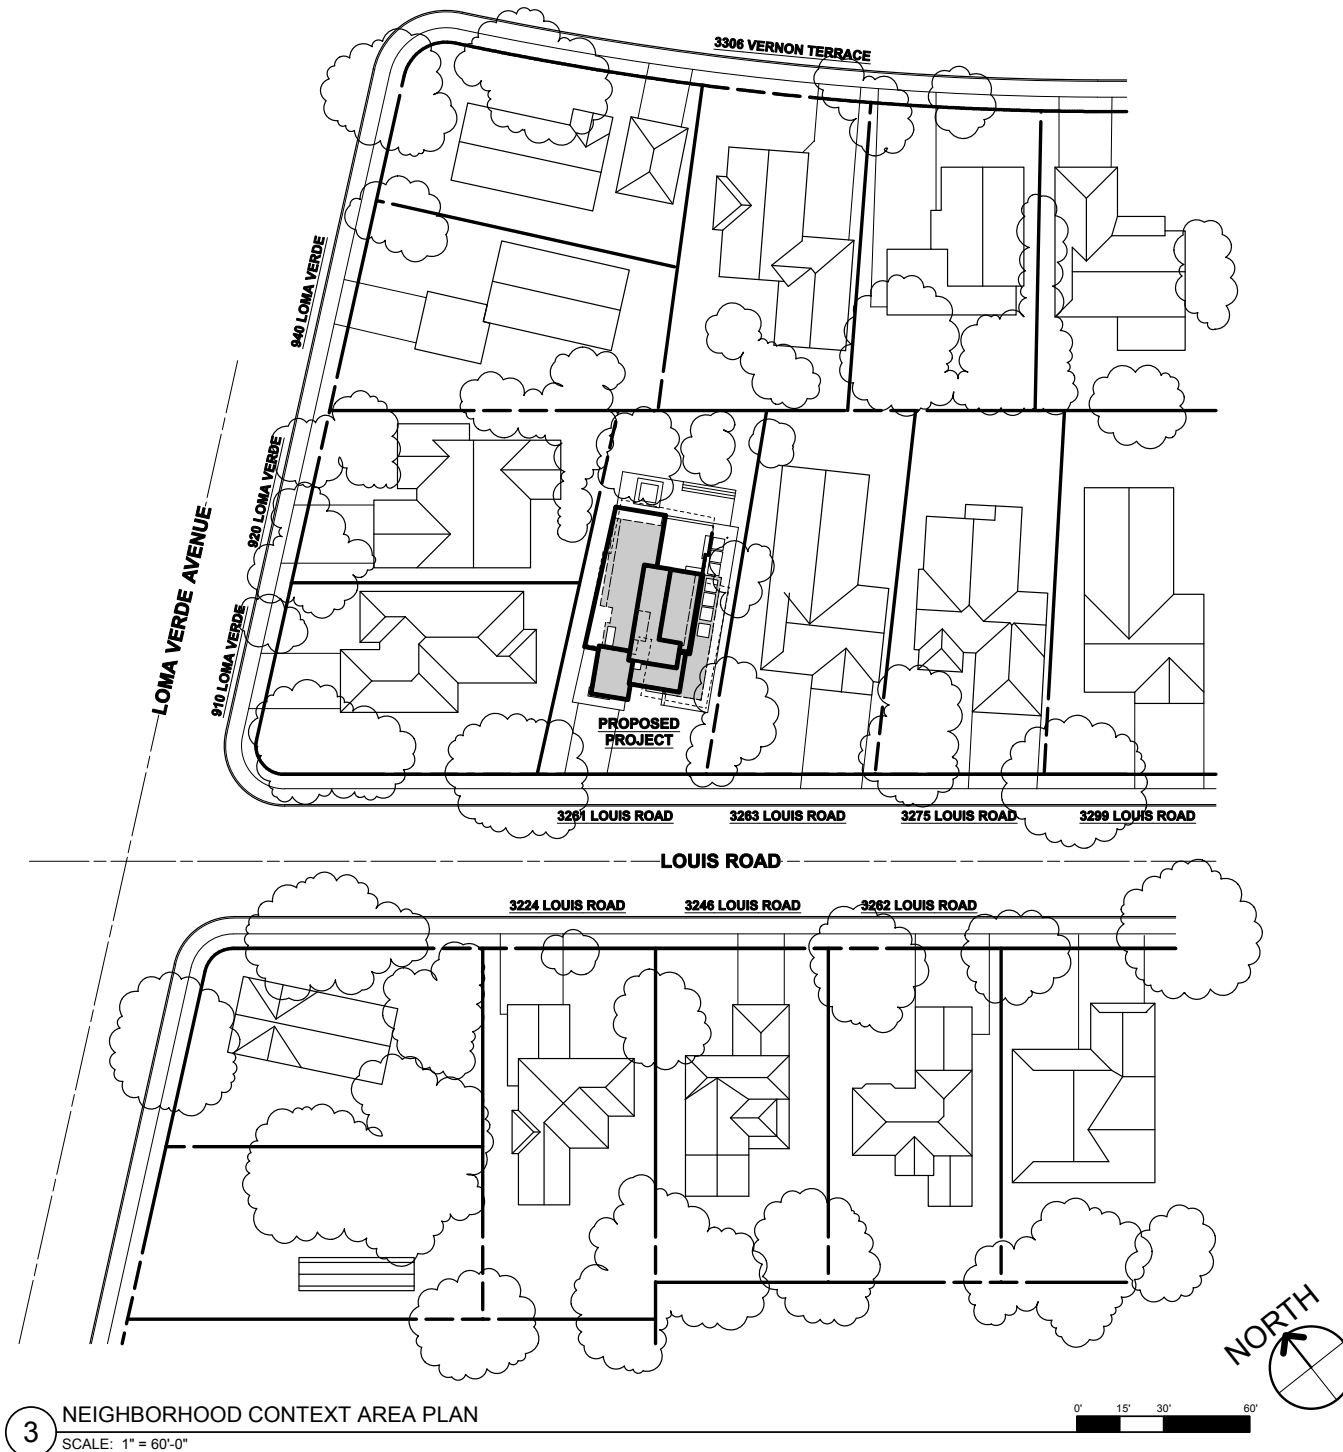 3306 VERNON TERRACE
940 LOMA VERDE
920 LOMA VERDE
LOMA VERDE AVENUE
910 LOMA VERDE
PROPOSED
PROJECT
3261 LOUIS ROAD
3263 LOUIS ROAD
3275 LOUIS ROAD
3299 LOUIS ROAD
LOUIS ROAD
3224 LOUIS ROAD
3246 LOUIS ROAD
3262 LOUIS ROAD
NORTH
3
NEIGHBORHOOD CONTEXT AREA PLAN
SCALE: 1" = 60'-0"
0' 15' 30' 60'